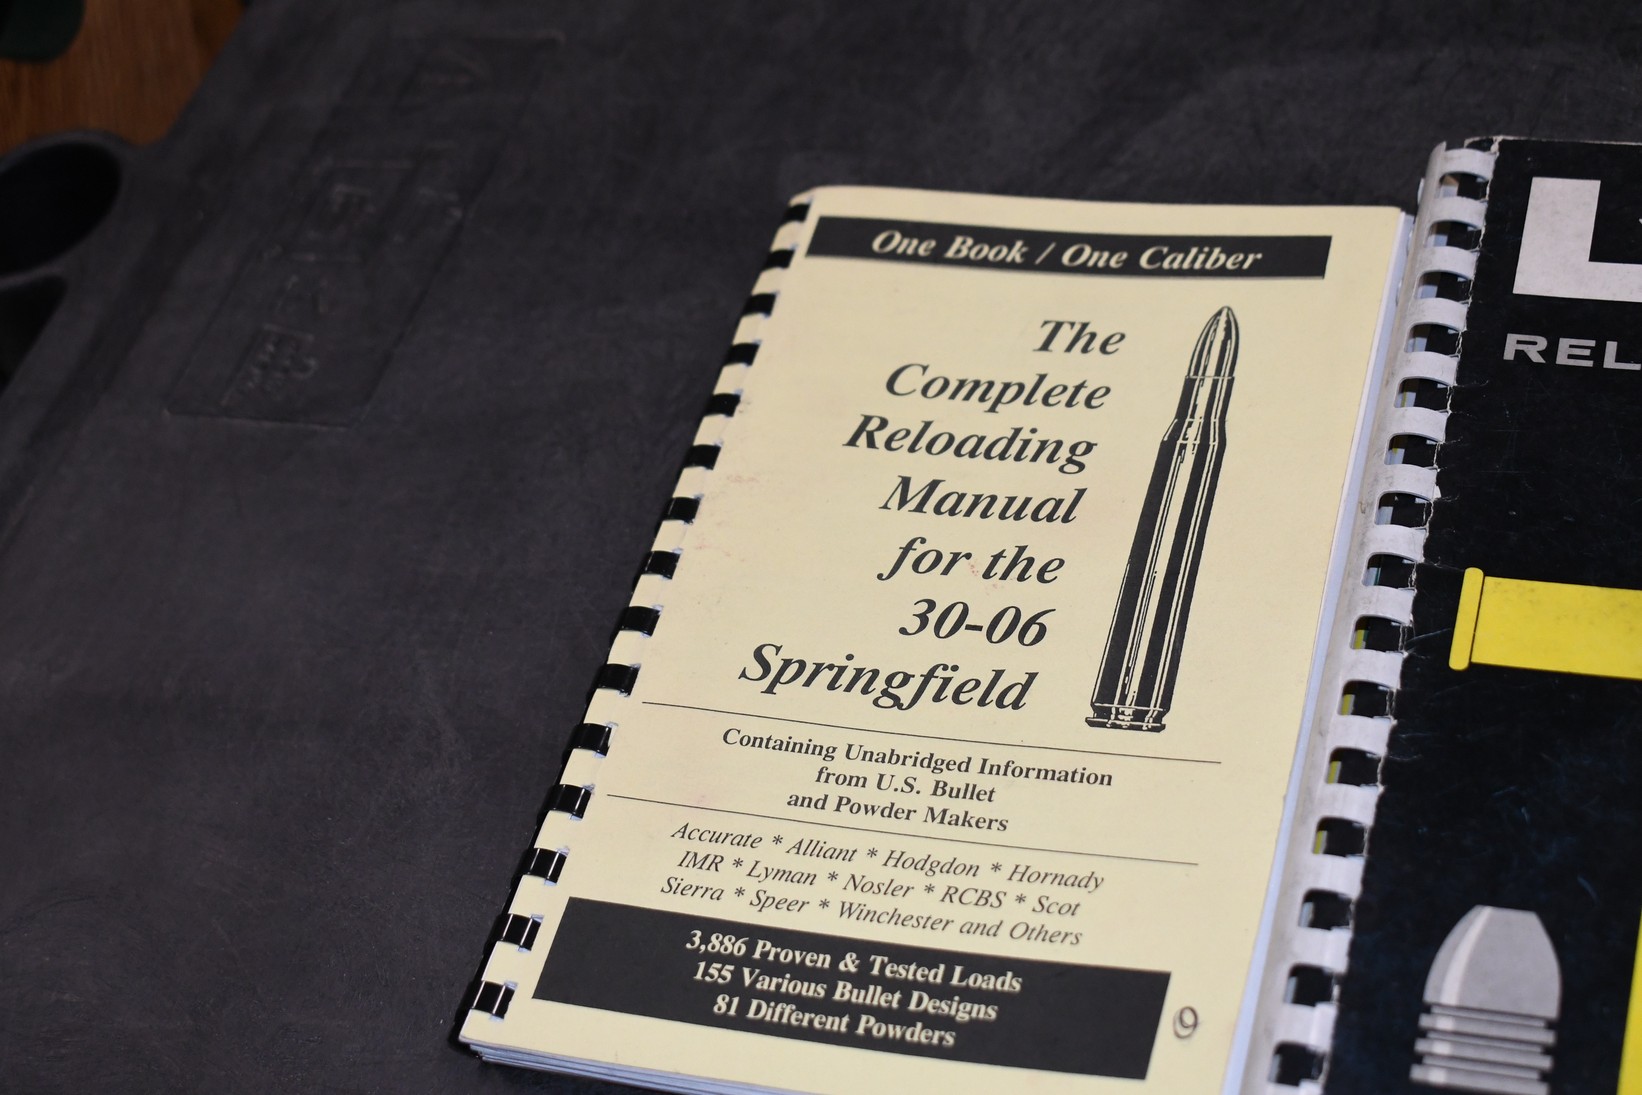 One Book / One Caliber
The
Complete
Reloading
Manual
for the
30-06
Springfield
Containing Unabridged Information
from U.S. Bullet
and Powder Makers
Accurate * Alliant * Hodgdon * Hornady
IMR * Lyman * Nosler * RCBS * Scot
Sierra * Speer * Winchester and Others
3,886 Proven & Tested Loads
155 Various Bullet Designs
81 Different Powders
9
L
REL